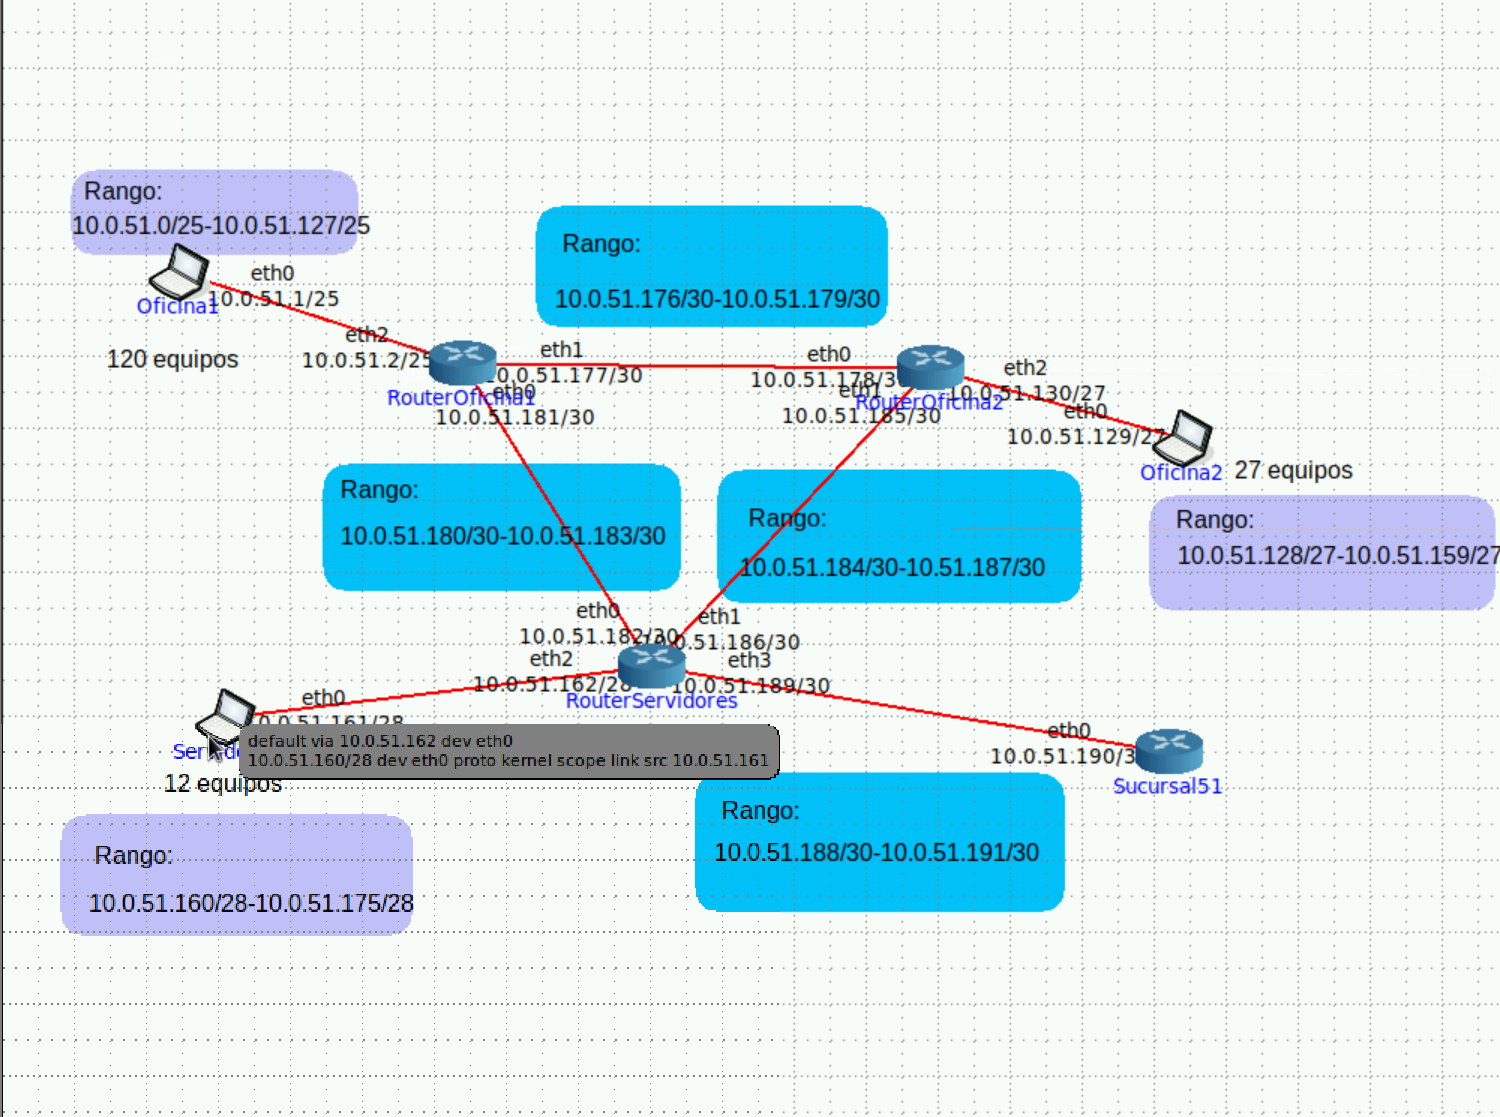 Rango:
10.0.51.0/25-10.0.51.127/25
eth0
10.0.51.1/25
Oficina1
120 equipos
eth2
10.0.51.2/25
RouterOficina1
eth1
10.0.51.177/30
eth0
10.0.51.181/30
Rango:
10.0.51.176/30-10.0.51.179/30
eth0
10.0.51.178/30
eth1
10.0.51.185/30
RouterOficina2
eth2
10.0.51.130/27
eth0
10.0.51.129/27
Oficina2
27 equipos
Rango:
10.0.51.128/27-10.0.51.159/27
Rango:
10.0.51.180/30-10.0.51.183/30
Rango:
10.0.51.184/30-10.51.187/30
eth0
10.0.51.182/30
eth1
10.0.51.186/30
eth2
10.0.51.162/28
eth3
10.0.51.189/30
RouterServidores
eth0
10.0.51.161/28
default via 10.0.51.162 dev eth0
10.0.51.160/28 dev eth0 proto kernel scope link src 10.0.51.161
12 equipos
eth0
10.0.51.190/3
Sucursal51
Rango:
10.0.51.188/30-10.0.51.191/30
Rango:
10.0.51.160/28-10.0.51.175/28